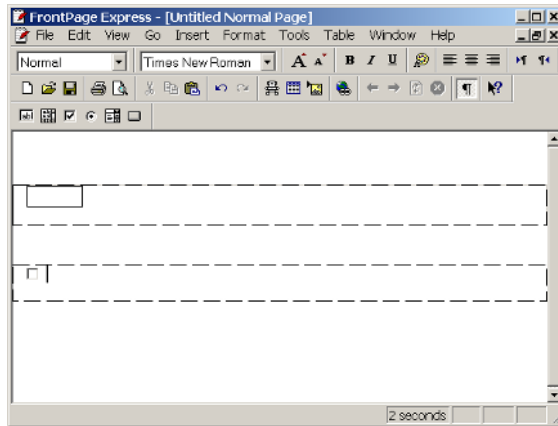 FrontPage Express - [Untitled Normal Page]
File Edit View Go Insert Format Tools Table Window Help
Normal Times New Roman A A B I U
2 seconds